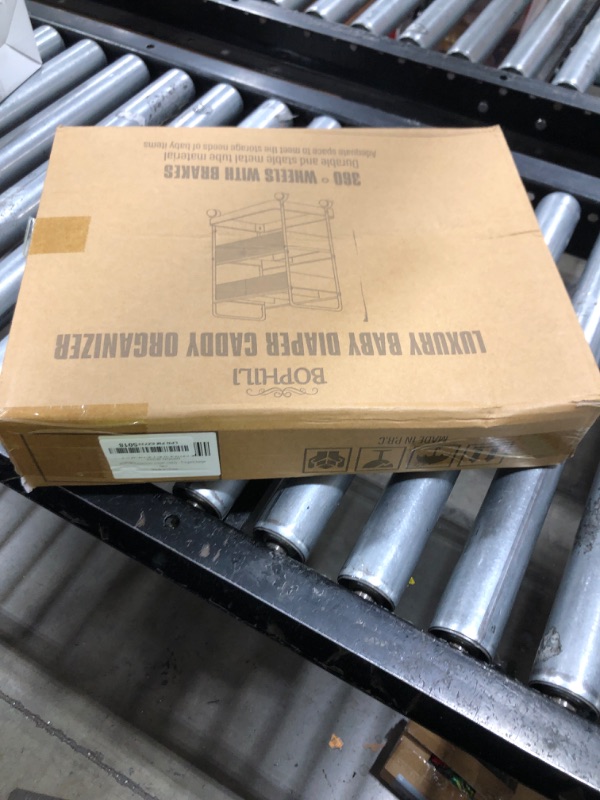 BOPHILI
LUXURY BABY DIAPER CADDY ORGANIZER
360° WHEELS WITH BRAKES
Durable and stable metal tube material
Adequate space to meet the storage needs of baby items
MADE IN P.R.C